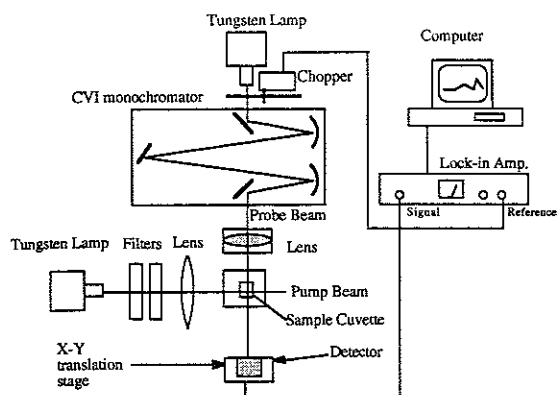 Tungsten Lamp
Computer
Chopper
CVI monochromator
Lock-in Amp.
Signal
Reference
Probe Beam
Tungsten Lamp
Filters
Lens
Lens
Pump Beam
Sample Cuvette
X-Y
translation
stage
Detector